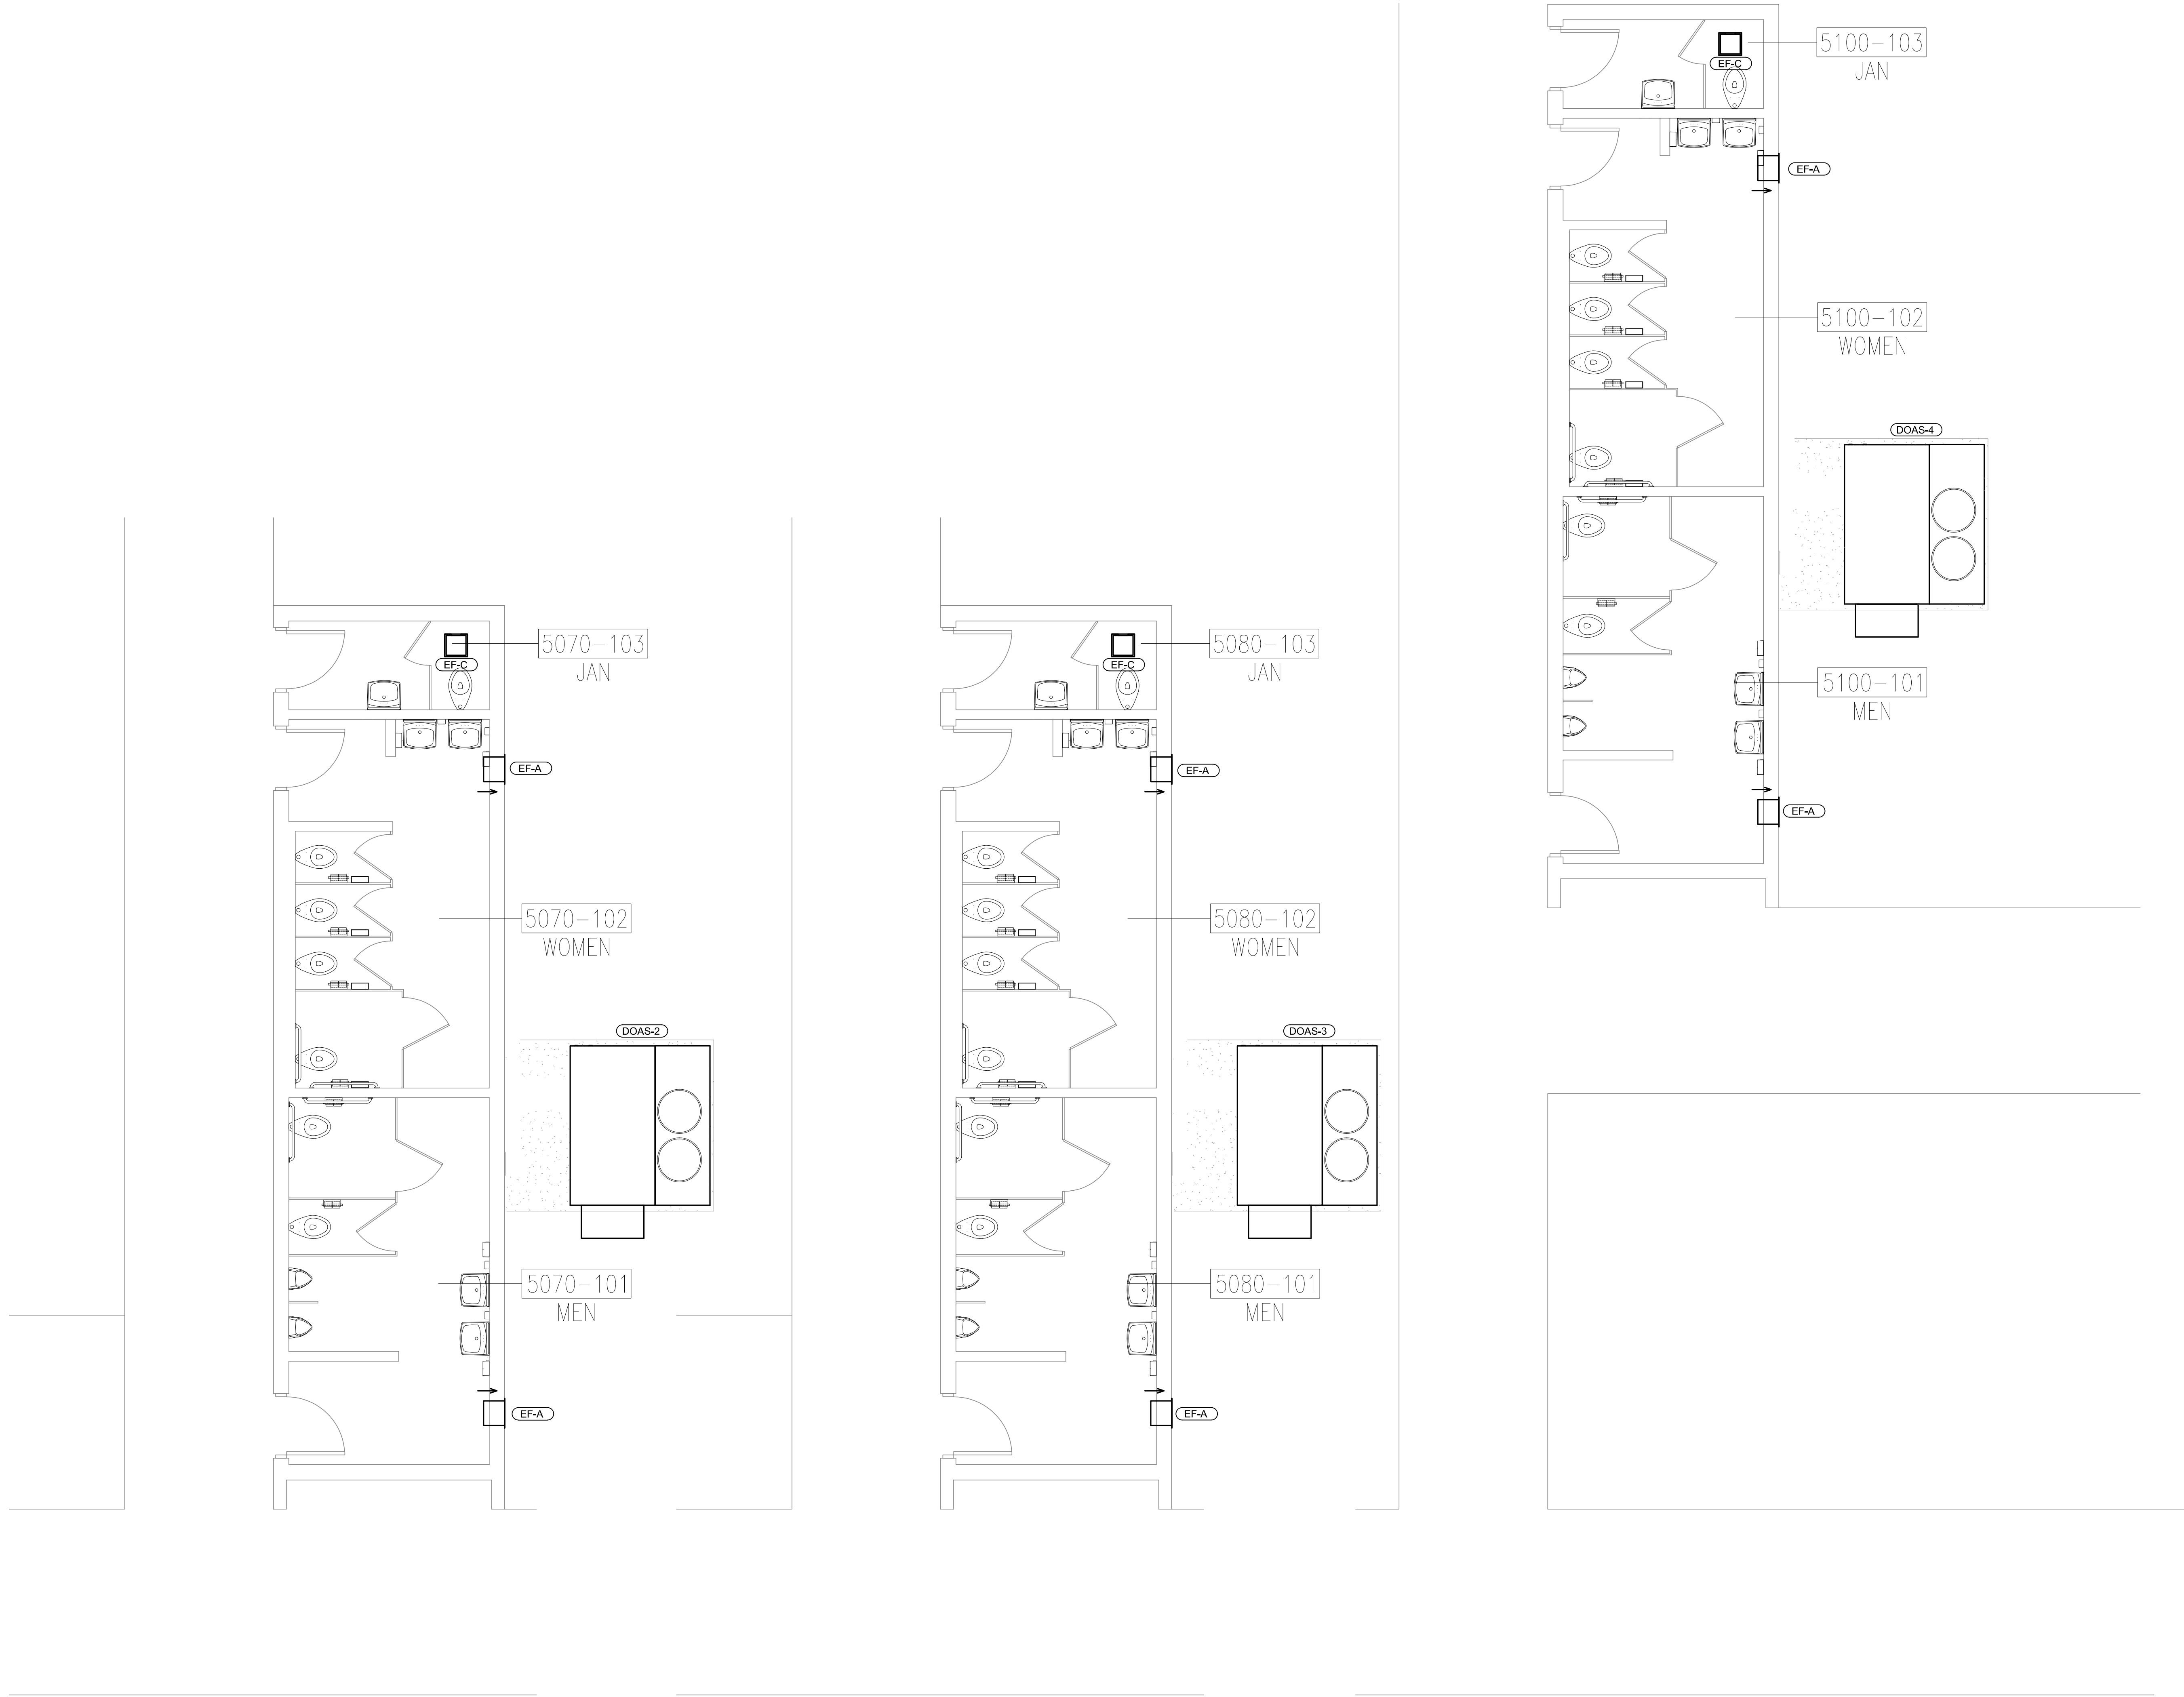 5100-103
JAN
EF-C
EF-A
5100-102
WOMEN
DOAS-4
5100-101
MEN
EF-A
5070-103
JAN
EF-C
EF-A
5070-102
WOMEN
DOAS-2
5070-101
MEN
EF-A
5080-103
JAN
EF-C
EF-A
5080-102
WOMEN
DOAS-3
5080-101
MEN
EF-A